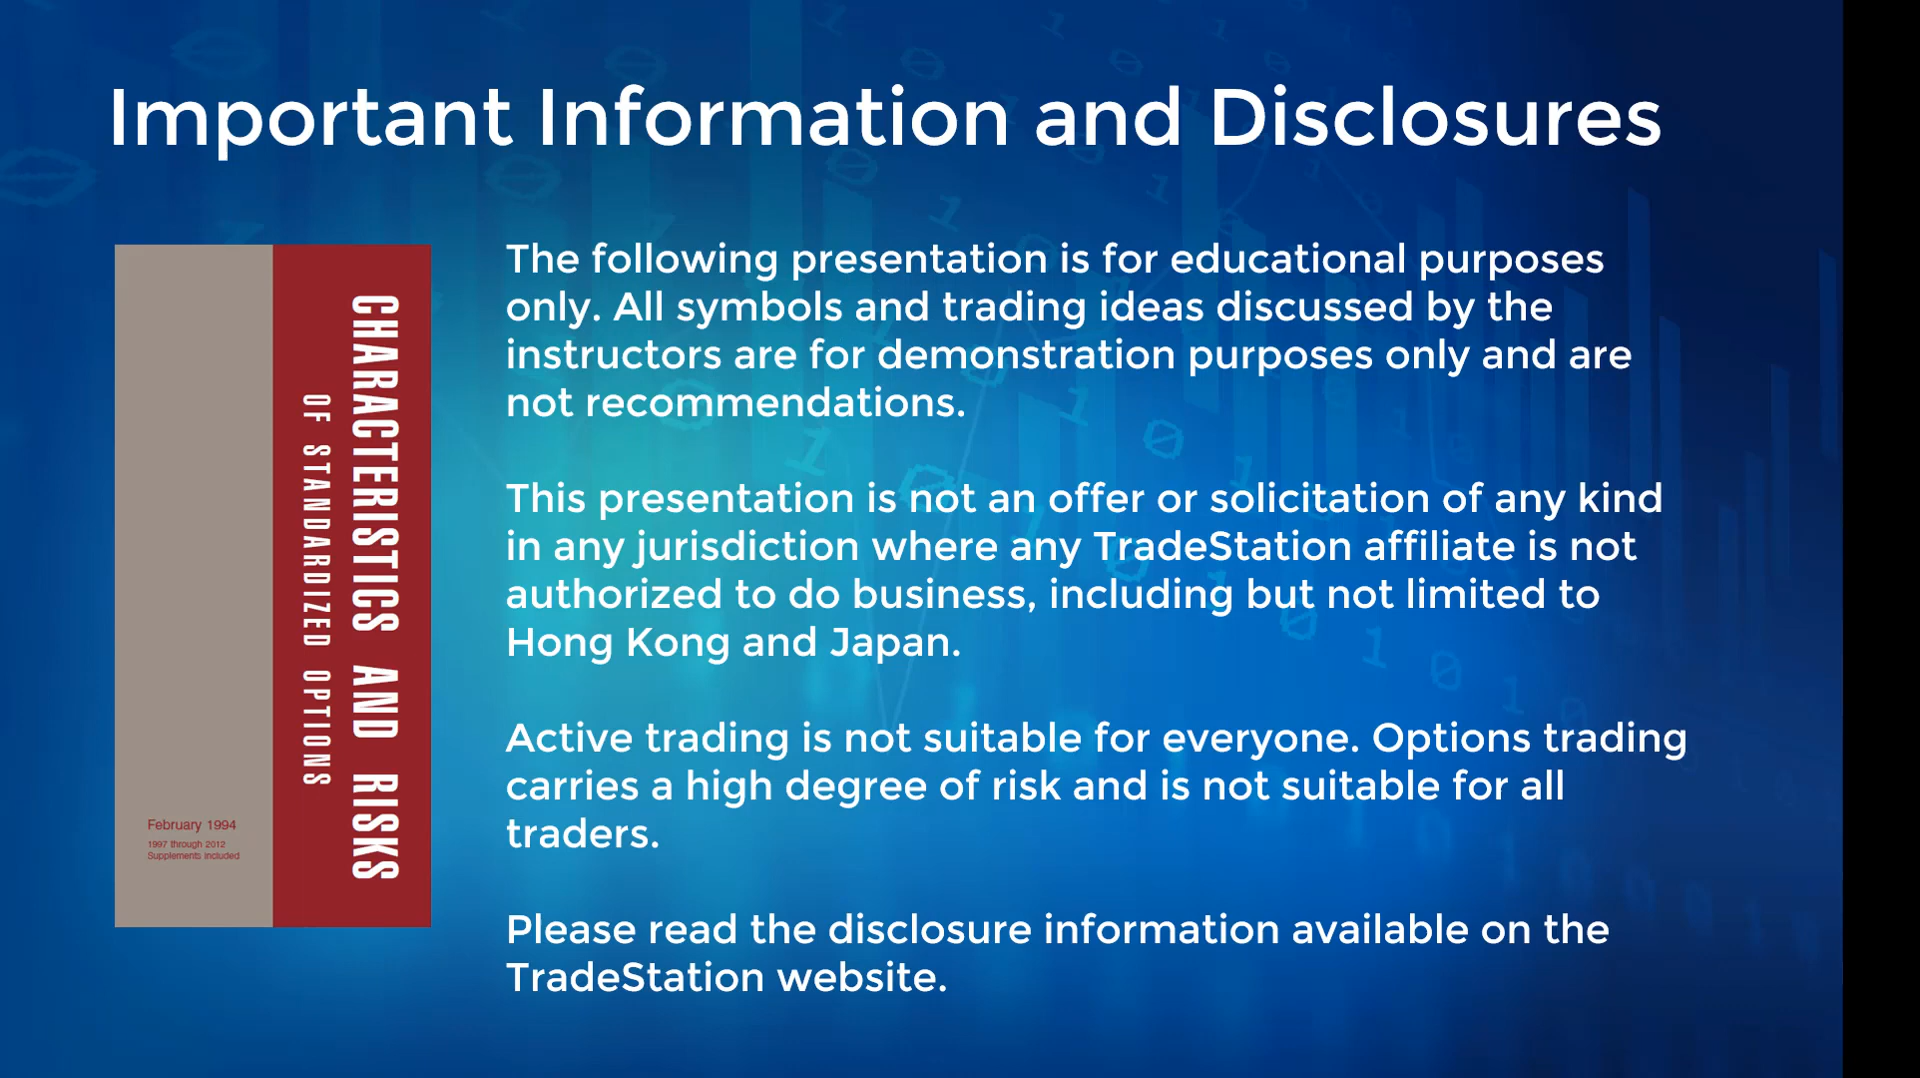 Important Information and Disclosures
CHARACTERISTICS AND RISKS
OF STANDARDIZED OPTIONS
February 1994
1997 through 2012
Supplements included
The following presentation is for educational purposes
only. All symbols and trading ideas discussed by the
instructors are for demonstration purposes only and are
not recommendations.
This presentation is not an offer or solicitation of any kind
in any jurisdiction where any TradeStation affiliate is not
authorized to do business, including but not limited to
Hong Kong and Japan.
Active trading is not suitable for everyone. Options trading
carries a high degree of risk and is not suitable for all
traders.
Please read the disclosure information available on the
TradeStation website.